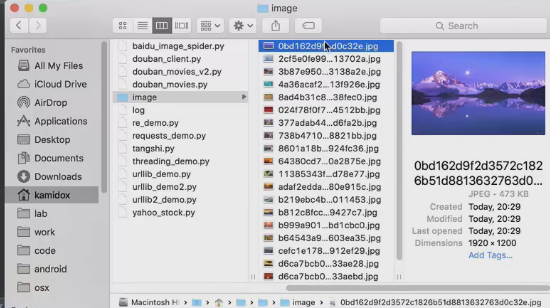 image
Search
Favorites
All My Files
iCloud Drive
AirDrop
Applications
Desktop
Documents
Downloads
kamidox
lab
work
code
android
osx
baidu_image_spider.py
douban_client.py
douban_movies_v2.py
douban_movies.py
image
log
re_demo.py
requests_demo.py
tangshi.py
threading_demo.py
urllib_demo.py
urllib_demo2.py
urllib2_demo.py
yahoo_stock.py
0bd162d9f...d0c32e.jpg
2cf5e0fe99...13702a.jpg
3b87e950...3138a2e.jpg
4a36acaf2...13f926e.jpg
8ad4b31c8...38fec0.jpg
024f78f0f7...4512b.jpg
377adab44...d6fa2b.jpg
738b4710...8821bb.jpg
8601a18b...924fc36.jpg
64380cd7...0a2875e.jpg
11385343f...d78e77.jpg
adaf2edda...80e915c.jpg
b219ebc4b...011453.jpg
b812c8fcc...9427c7.jpg
b999a901...bd1cbc0.jpg
b64543a9...603ea35.jpg
cefc1e178...912ef29.jpg
d6ca7bcb0...33ae28.jpg
d6ca7bcb0...33aebd.jpg
0bd162d9f2d3572c182
6b51d8813632763d0...
JPEG - 473 KB
Created Today, 20:29
Modified Today, 20:29
Last opened Today, 20:29
Dimensions 1920 × 1200
Add Tags...
Macintosh H
image
0bd162d9f2d3572c1826b51d8813632763d0c32e.jpg